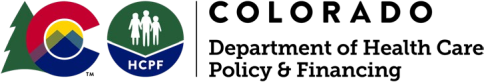 TM
HCPF
COLORADO
Department of Health Care
Policy & Financing